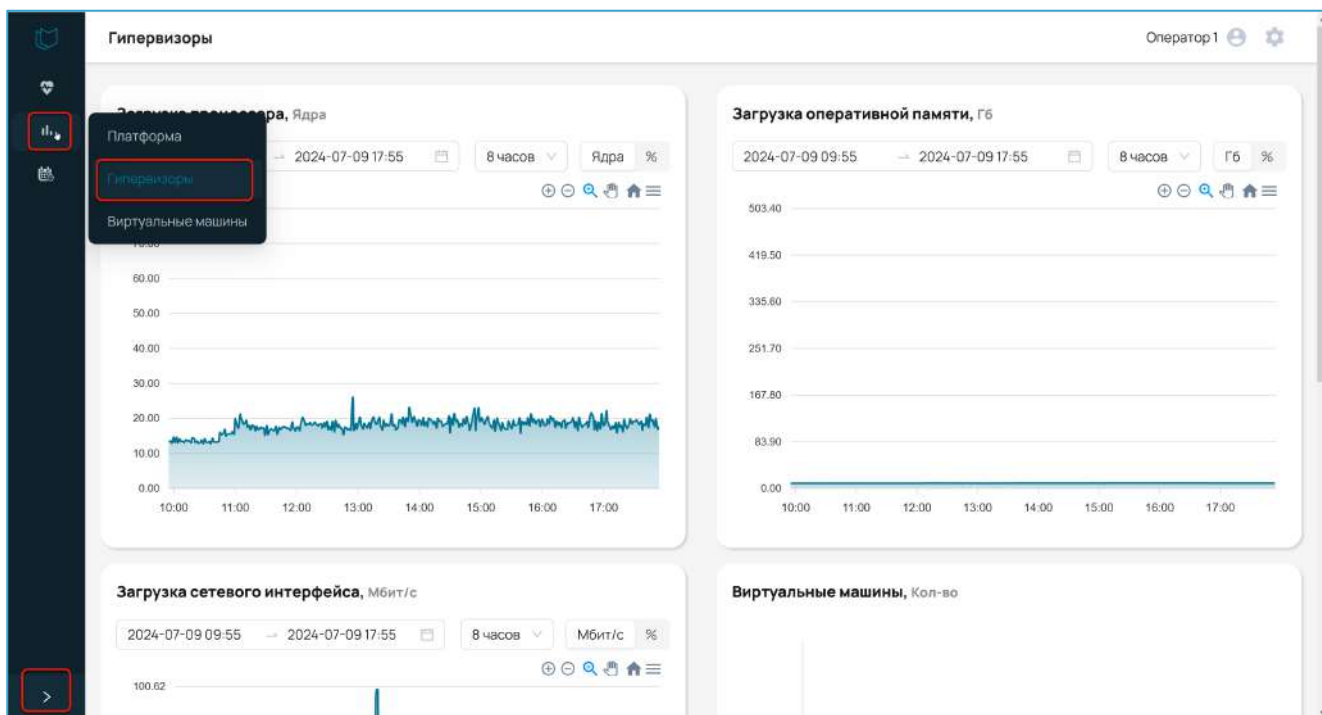 Гипервизоры
Оператор 1
Платформа
Гипервизоры
Виртуальные машины
Загрузка процессора, Ядра
2024-07-09 17:55
8 часов
Ядра %
60.00
50.00
40.00
30.00
20.00
10.00
0.00
10:00 11:00 12:00 13:00 14:00 15:00 16:00 17:00
Загрузка оперативной памяти, Гб
2024-07-09 09:55 → 2024-07-09 17:55
8 часов
Гб %
503.40
419.50
335.60
251.70
167.80
83.90
0.00
10:00 11:00 12:00 13:00 14:00 15:00 16:00 17:00
Загрузка сетевого интерфейса, Мбит/с
2024-07-09 09:55 → 2024-07-09 17:55
8 часов
Мбит/с %
100.62
Виртуальные машины, Кол-во